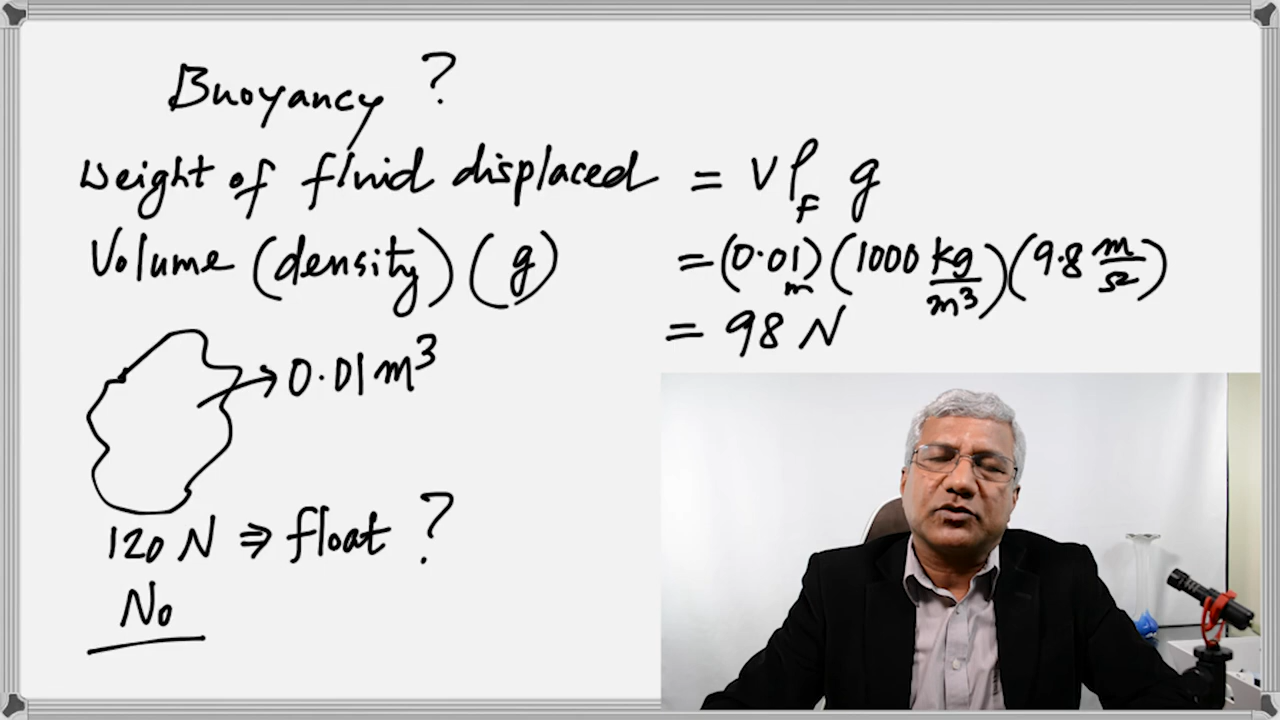 Buoyancy ?
weight of fluid displaced = Vρ_F g
Volume (density) (g) = (0.01) m (1000 kg/m³) (9.8 m/s²)
= 98 N
→ 0.01 m³
120 N ⇒ float ?
No